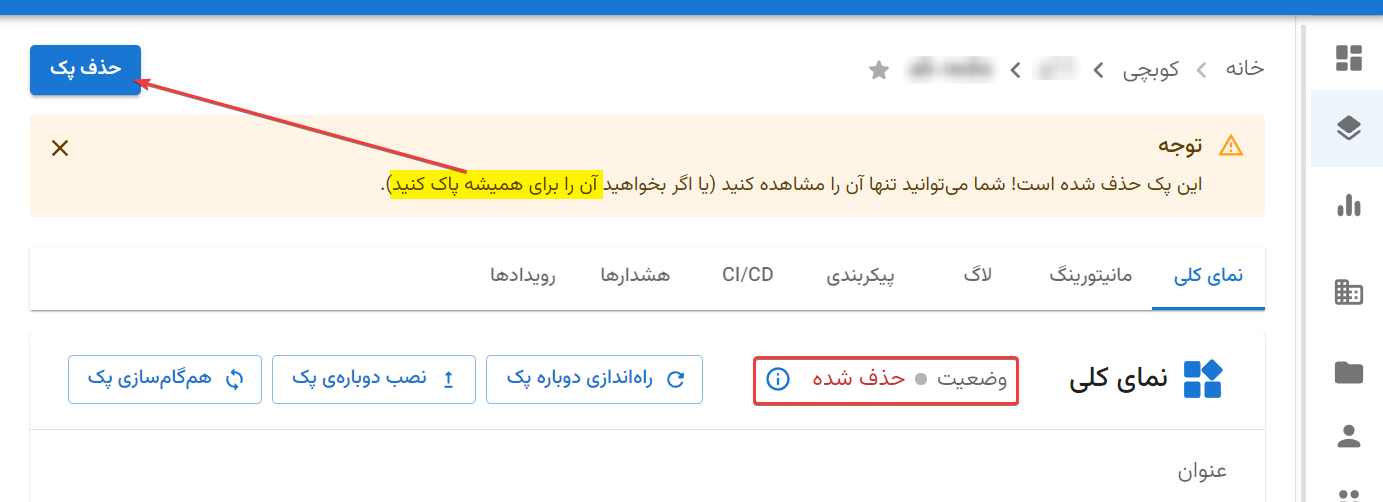 خانه
کوبچی
حذف پک
توجه
این پک حذف شده است! شما می‌توانید تنها آن را مشاهده کنید (یا اگر بخواهید آن را برای همیشه پاک کنید).
نمای کلی
مانیتورینگ
لاگ
پیکربندی
CI/CD
هشدارها
رویدادها
نمای کلی
وضعیت حذف شده
راه‌اندازی دوباره پک
نصب دوباره‌ی پک
هم‌گام‌سازی پک
عنوان